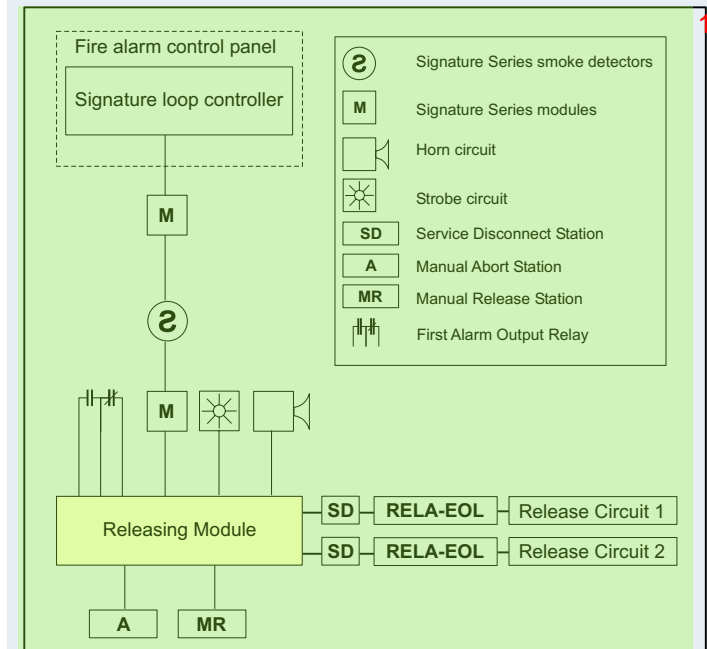 Fire alarm control panel
Signature loop controller
M
S
M
Releasing Module
A
MR
SD
RELA-EOL
Release Circuit 1
SD
RELA-EOL
Release Circuit 2
S
Signature Series smoke detectors
M
Signature Series modules
Horn circuit
Strobe circuit
SD
Service Disconnect Station
A
Manual Abort Station
MR
Manual Release Station
First Alarm Output Relay
1